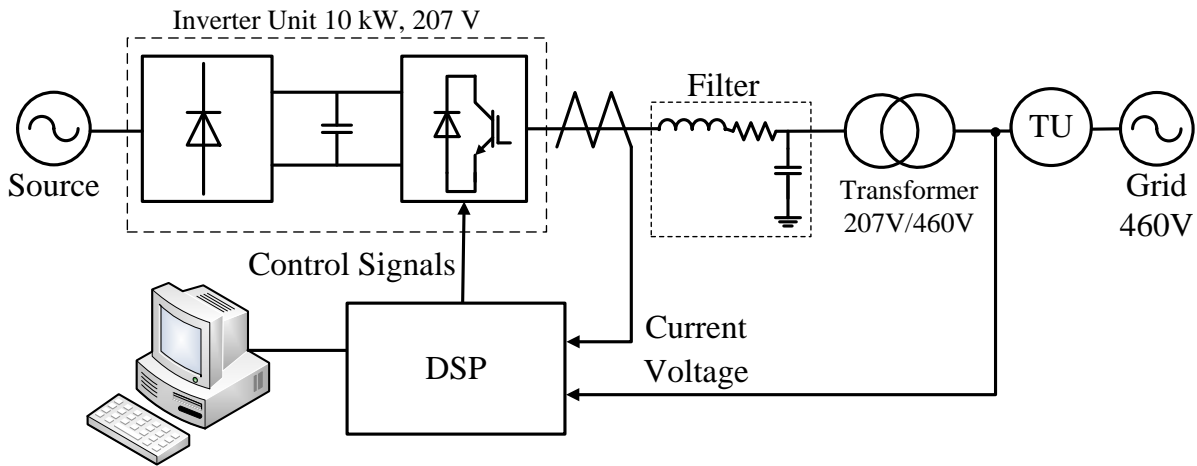 Inverter Unit 10 kW, 207 V
Filter
TU
Source
Transformer
207V/460V
Grid
460V
Control Signals
DSP
Current
Voltage